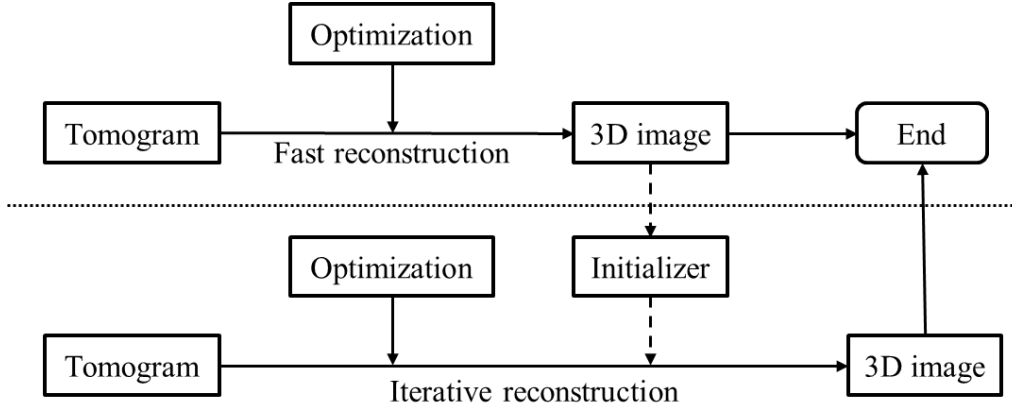 Optimization
Tomogram
Fast reconstruction
3D image
End
Optimization
Initializer
Tomogram
Iterative reconstruction
3D image